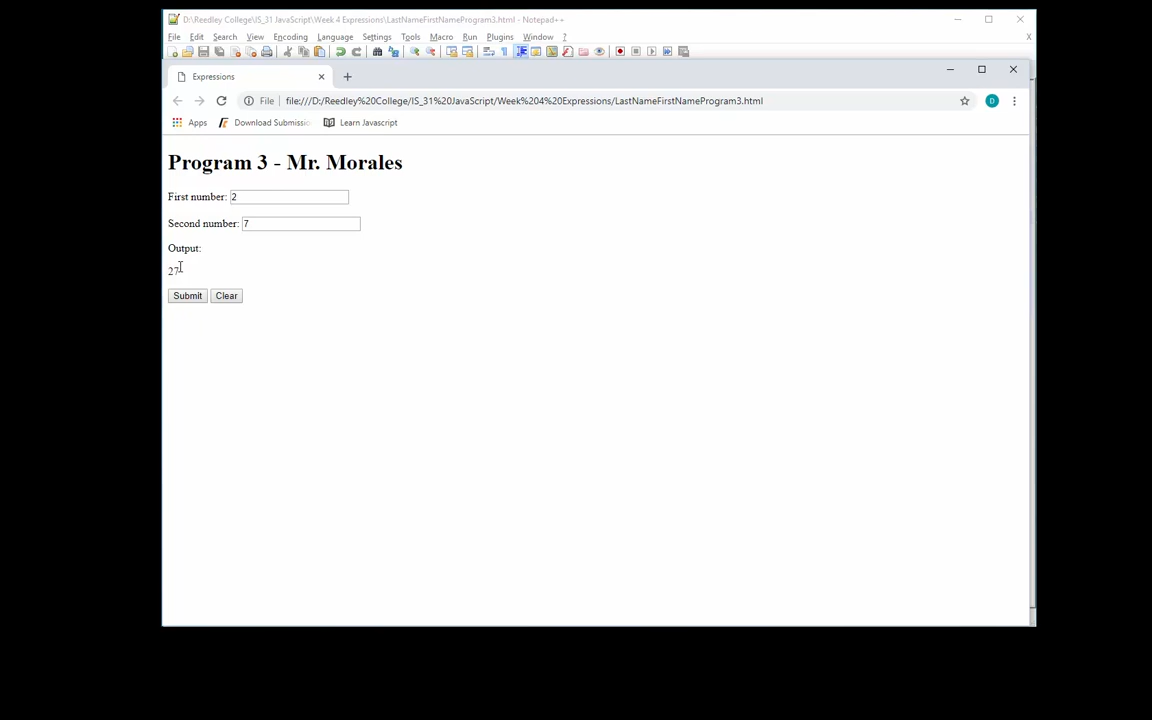 D:\Reedley College\IS_31 JavaScript\Week 4 Expressions\LastNameFirstNameProgram3.html - Notepad++
File Edit Search View Encoding Language Settings Tools Macro Run Plugins Window ? X
Expressions
File file:///D:/Reedley%20College/IS_31%20JavaScript/Week%204%20Expressions/LastNameFirstNameProgram3.html D
Apps Download Submissio Learn Javascript
Program 3 - Mr. Morales
First number: 2
Second number: 7
Output:
27
Submit Clear